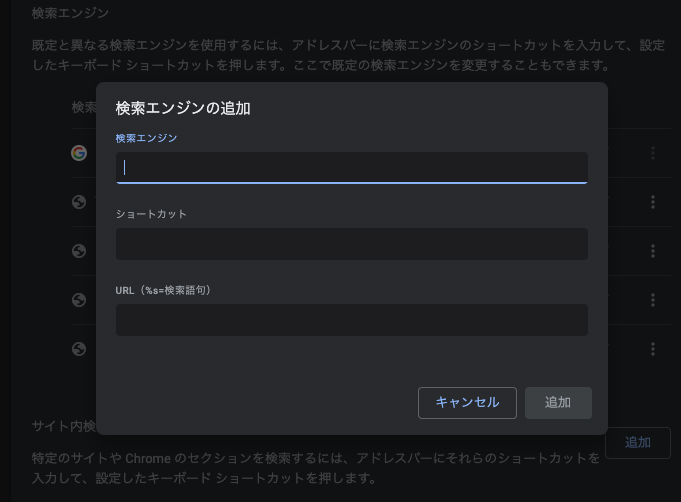 検索エンジン
既定と異なる検索エンジンを使用するには、アドレスバーに検索エンジンのショートカットを入力して、設定
したキーボード ショートカットを押します。ここで既定の検索エンジンを変更することもできます。
検索
検索エンジンの追加
検索エンジン
ショートカット
URL（%s=検索語句）
キャンセル
追加
サイト内検
追加
特定のサイトや Chrome のセクションを検索するには、アドレスバーにそれらのショートカットを
入力して、設定したキーボード ショートカットを押します。